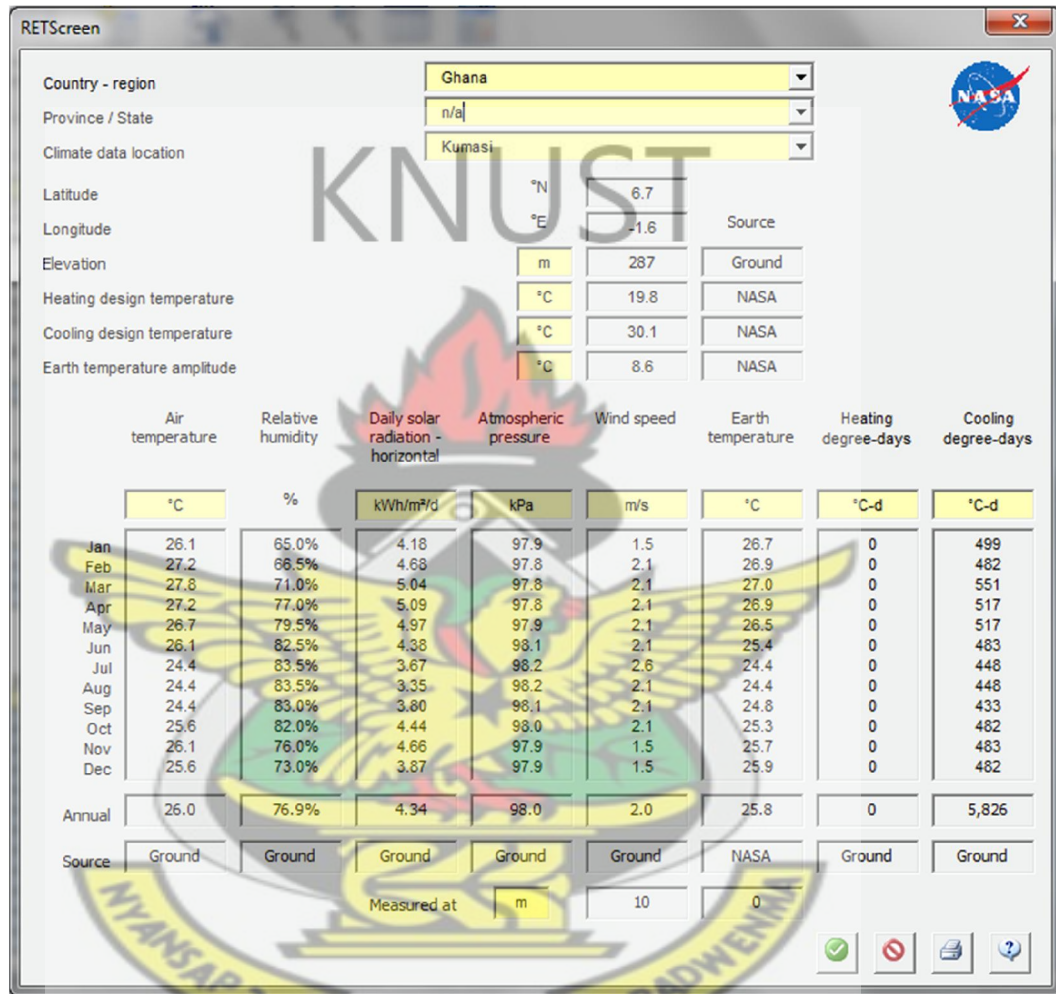 RETScreen
Country - region Ghana
Province / State n/a
Climate data location Kumasi
NASA
KNUST
Latitude °N 6.7
Longitude °E -1.6 Source
Elevation m 287 Ground
Heating design temperature °C 19.8 NASA
Cooling design temperature °C 30.1 NASA
Earth temperature amplitude °C 8.6 NASA
Air temperature Relative humidity Daily solar radiation - horizontal Atmospheric pressure Wind speed Earth temperature Heating degree-days Cooling degree-days
°C % kWh/m²/d kPa m/s °C °C-d °C-d
Jan 26.1 65.0% 4.18 97.9 1.5 26.7 0 499
Feb 27.2 66.5% 4.68 97.8 2.1 26.9 0 482
Mar 27.8 71.0% 5.04 97.8 2.1 27.0 0 551
Apr 27.2 77.0% 5.09 97.8 2.1 26.9 0 517
May 26.7 79.5% 4.97 97.9 2.1 26.5 0 517
Jun 26.1 82.5% 4.38 98.1 2.1 25.4 0 483
Jul 24.4 83.5% 3.67 98.2 2.6 24.4 0 448
Aug 24.4 83.5% 3.35 98.2 2.1 24.4 0 448
Sep 24.4 83.0% 3.80 98.1 2.1 24.8 0 433
Oct 25.6 82.0% 4.44 98.0 2.1 25.3 0 482
Nov 26.1 76.0% 4.66 97.9 1.5 25.7 0 483
Dec 25.6 73.0% 3.87 97.9 1.5 25.9 0 482
Annual 26.0 76.9% 4.34 98.0 2.0 25.8 0 5,826
Source Ground Ground Ground Ground Ground NASA Ground Ground
Measured at m 10 0